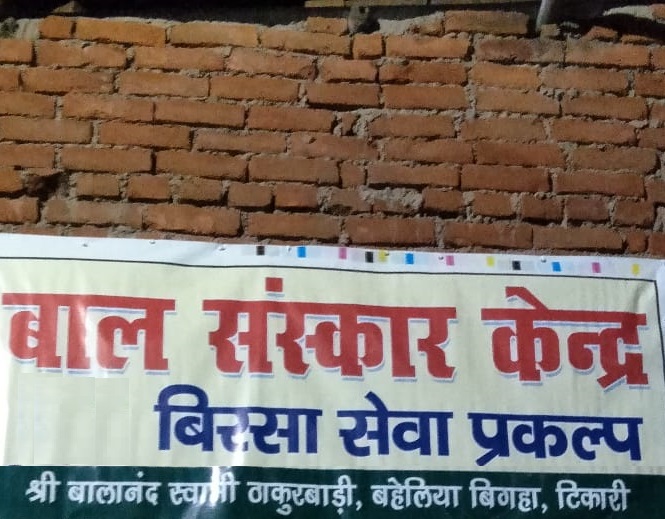 बाल संस्कार केन्द्र
बिरसा सेवा प्रकल्प
श्री बालानंद स्वामी ठाकुरबाड़ी, बहेलिया बिगहा, टिकारी